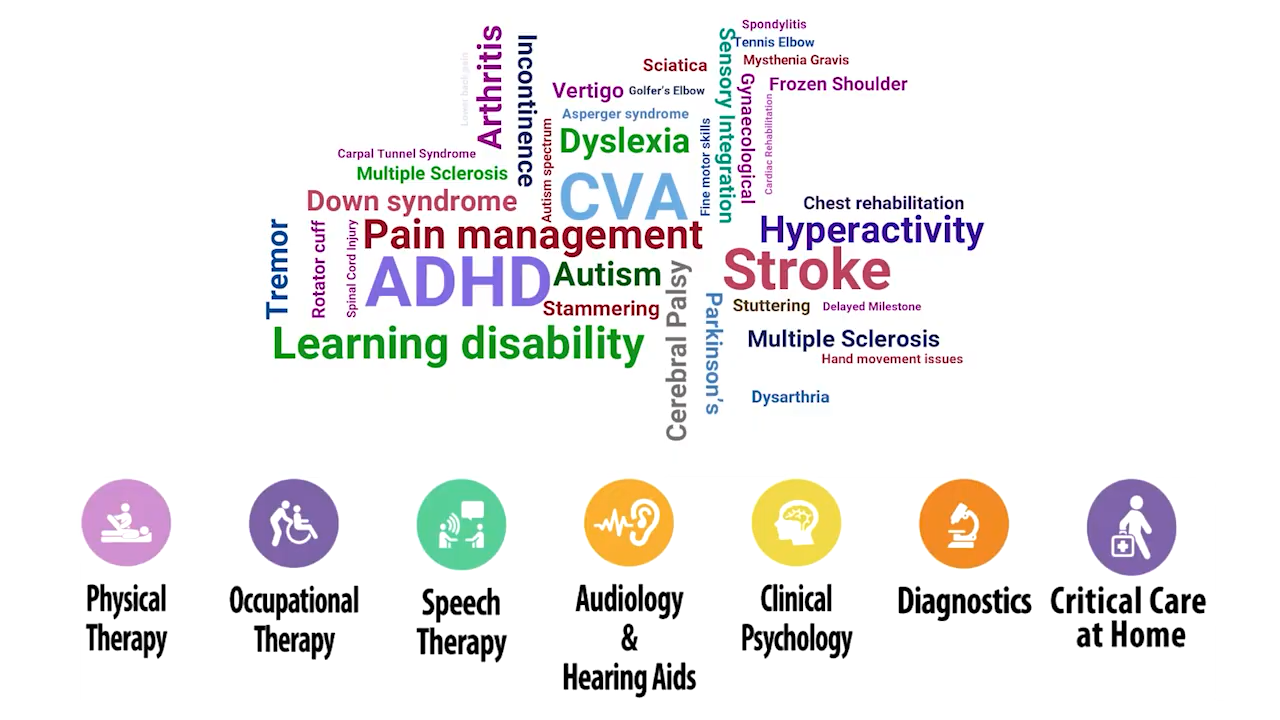 Spondylitis
Tennis Elbow
Mysthenia Gravis
Sciatica
Frozen Shoulder
Vertigo
Golfer's Elbow
Lower back pain
Arthritis
Incontinence
Sensory Integration
Gynaecological
Cardiac Rehabilitation
Asperger syndrome
Dyslexia
Autism spectrum
Fine motor skills
Carpal Tunnel Syndrome
Multiple Sclerosis
CVA
Down syndrome
Chest rehabilitation
Hyperactivity
Tremor
Rotator cuff
Spinal Cord Injury
Pain management
ADHD
Autism
Stroke
Stammering
Cerebral Palsy
Parkinson's
Stuttering
Delayed Milestone
Learning disability
Multiple Sclerosis
Hand movement issues
Dysarthria
Physical
Therapy
Occupational
Therapy
Speech
Therapy
Audiology
&
Hearing Aids
Clinical
Psychology
Diagnostics
Critical Care
at Home